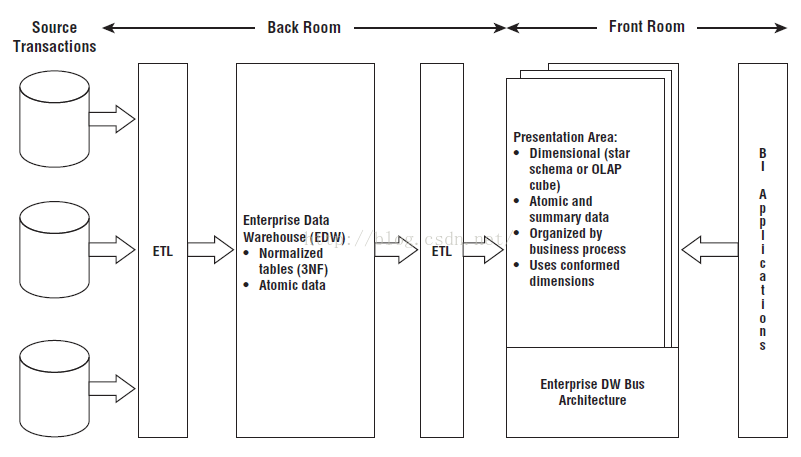 Source
Transactions
Back Room
Front Room
ETL
Enterprise Data
Warehouse (EDW)
• Normalized
tables (3NF)
• Atomic data
ETL
Presentation Area:
• Dimensional (star
schema or OLAP
cube)
• Atomic and
summary data
• Organized by
business process
• Uses conformed
dimensions
Enterprise DW Bus
Architecture
BI Applications
http://blog.csdn.net/